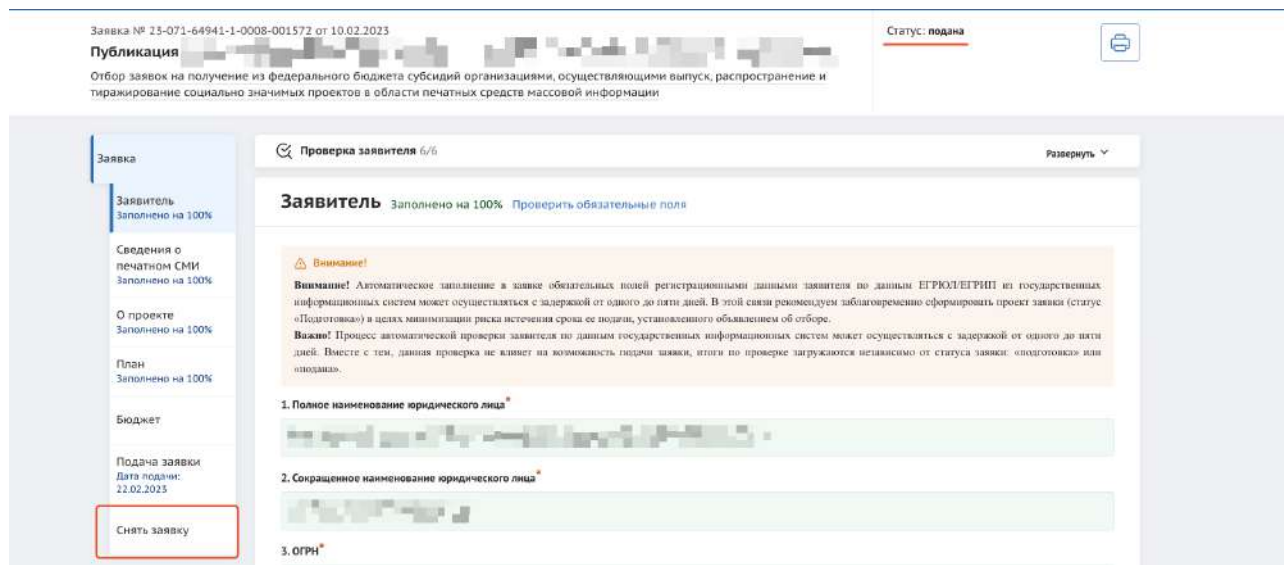 Заявка № 23-071-64941-1-0008-001572 от 10.02.2023
Статус: подана
Публикация
Отбор заявок на получение из федерального бюджета субсидий организациями, осуществляющими выпуск, распространение и
тиражирование социально значимых проектов в области печатных средств массовой информации
Заявка
Проверка заявителя 6/6
Развернуть
Заявитель
Заполнено на 100%
Заявитель Заполнено на 100% Проверить обязательные поля
Сведения о
печатном СМИ
Заполнено на 100%
О проекте
Заполнено на 100%
План
Заполнено на 100%
Бюджет
Подача заявки
Дата подачи:
22.02.2023
Снять заявку
Внимание!
Внимание! Автоматическое заполнение в заявке обязательных полей регистрационными данными заявителя по данным ЕГРЮЛ/ЕГРИП из государственных
информационных систем может осуществляться с задержкой от одного до пяти дней. В этой связи рекомендуем заблаговременно сформировать проект заявки (статус
«Подготовка») в целях минимизации риска истечения срока ее подачи, установленного объявлением об отборе.
Важно! Процесс автоматической проверки заявителя по данным государственных информационных систем может осуществляться с задержкой от одного до пяти
дней. Вместе с тем, данная проверка не влияет на возможность подачи заявки, итоги по проверке загружаются независимо от статуса заявки: «подготовка» или
«подана».
1. Полное наименование юридического лица*
2. Сокращенное наименование юридического лица*
3. ОГРН*